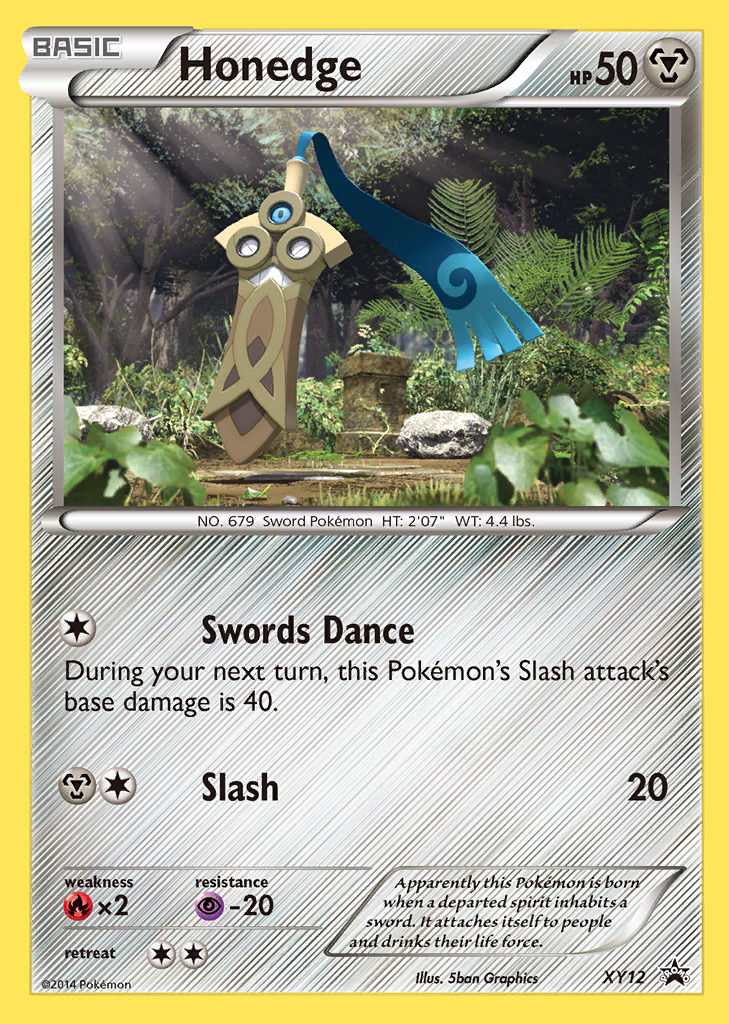 BASIC
Honedge
HP50
NO. 679 Sword Pokémon HT: 2'07" WT: 4.4 lbs.
Swords Dance
During your next turn, this Pokémon's Slash attack's
base damage is 40.
Slash 20
weakness resistance
×2 -20
retreat
Apparently this Pokémon is born
when a departed spirit inhabits a
sword. It attaches itself to people
and drinks their life force.
©2014 Pokémon
Illus. 5ban Graphics
XY12 PROMO